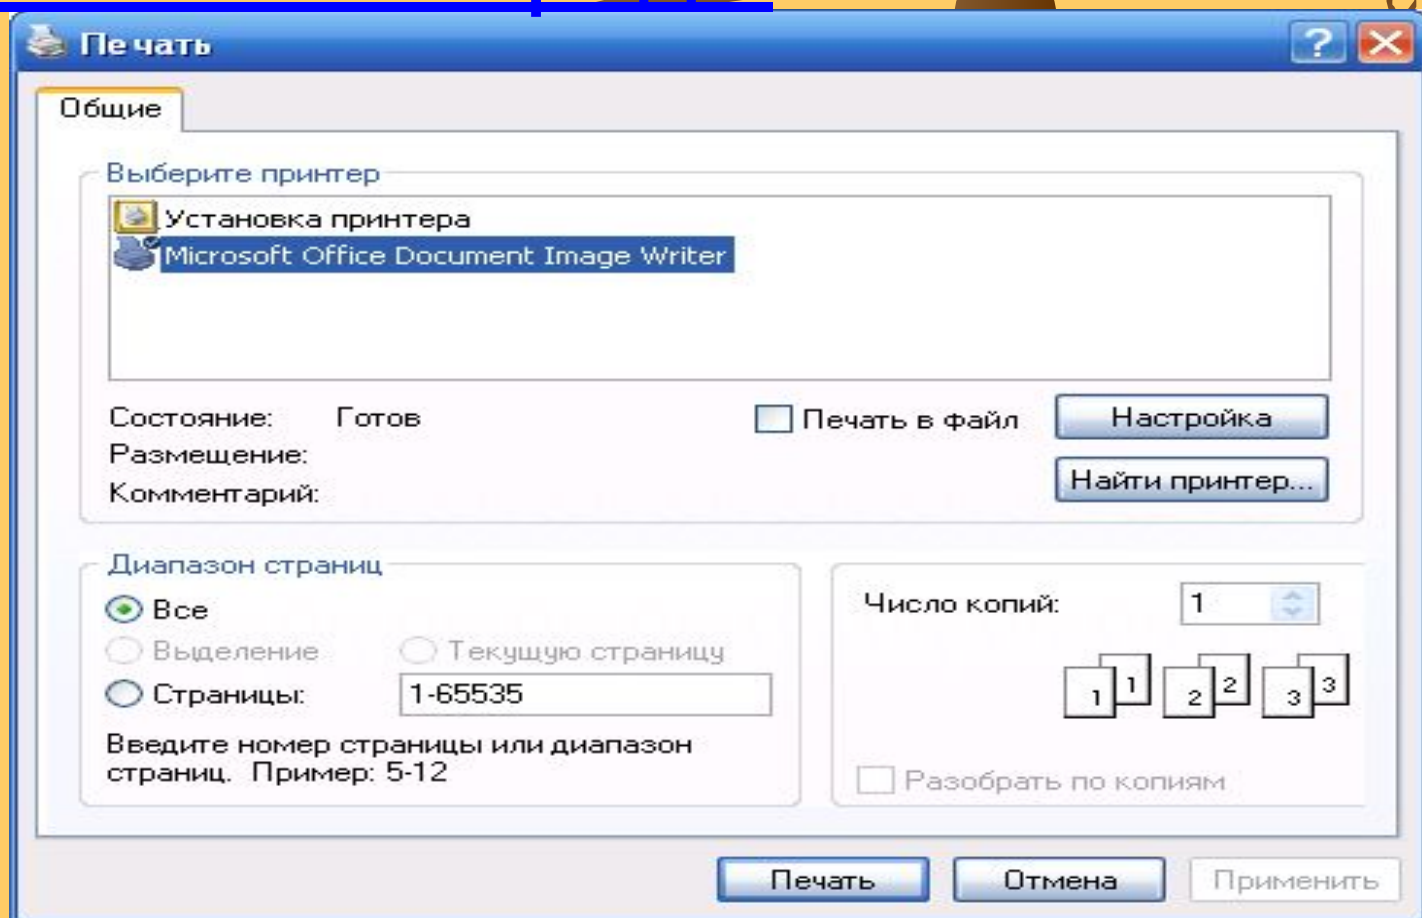 Печать
Общие
Выберите принтер
Установка принтера
Microsoft Office Document Image Writer
Состояние: Готов
Печать в файл
Настройка
Размещение:
Комментарий:
Найти принтер...
Диапазон страниц
Все
Выделение
Текущую страницу
Страницы: 1-65535
Введите номер страницы или диапазон
страниц. Пример: 5-12
Число копий: 1
1 1 2 2 3 3
Разобрать по копиям
Печать
Отмена
Применить